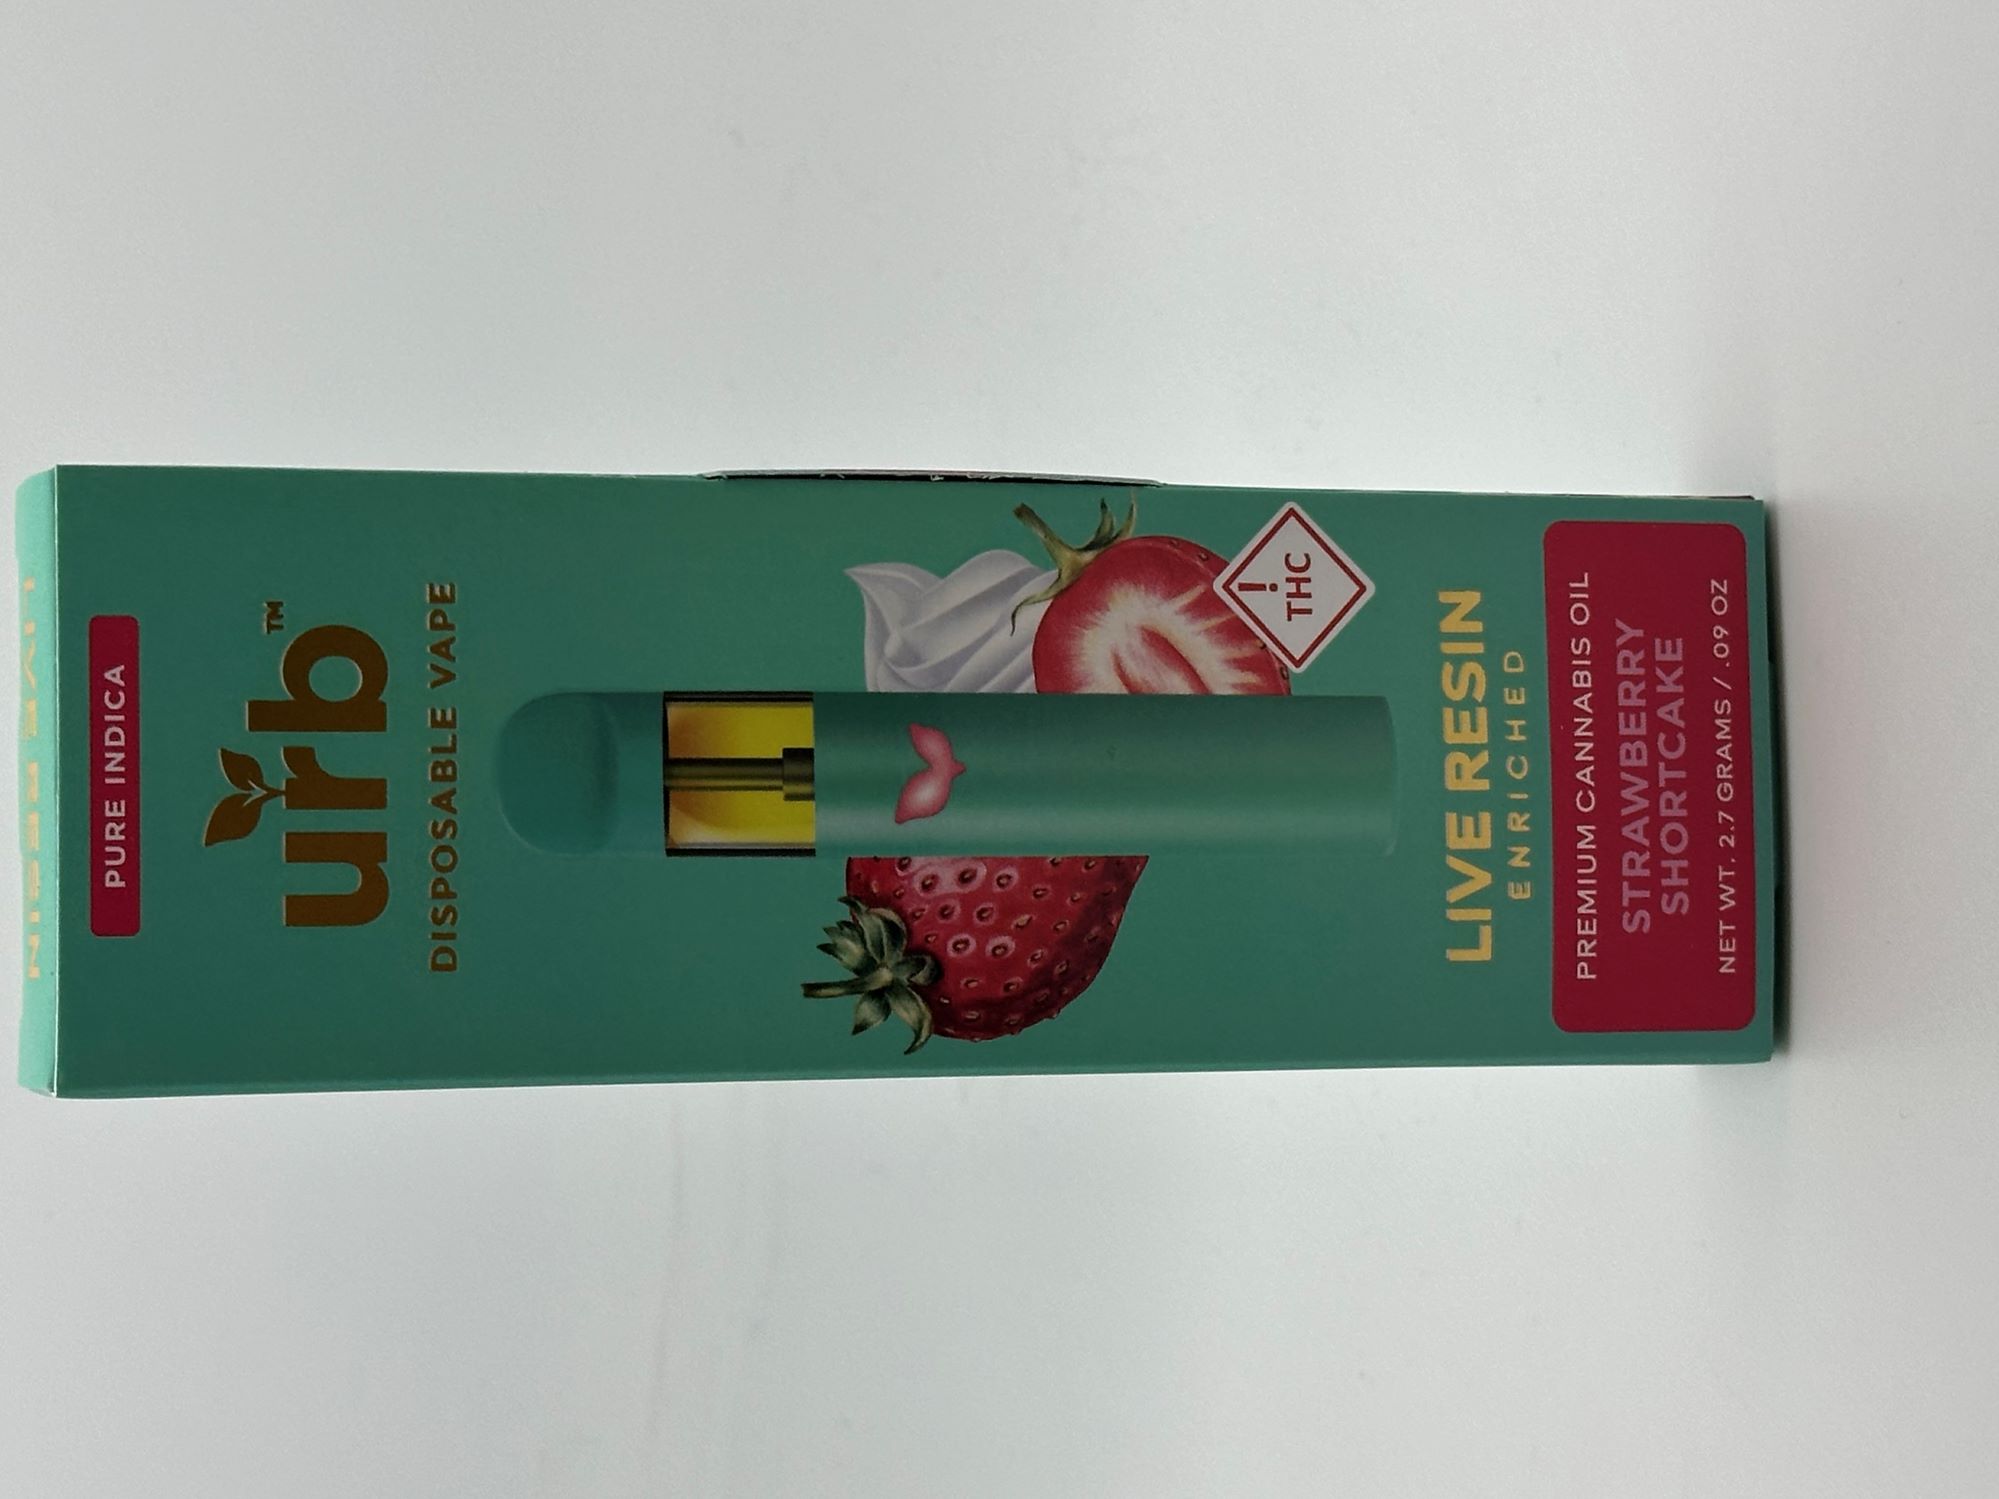 PURE INDICA
urb™
DISPOSABLE VAPE
!
THC
LIVE RESIN
ENRICHED
PREMIUM CANNABIS OIL
STRAWBERRY
SHORTCAKE
NET WT. 2.7 GRAMS / .09 OZ